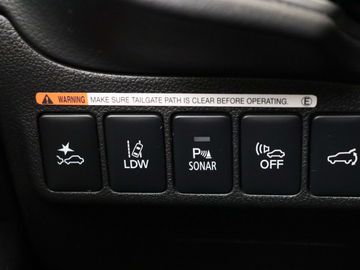 WARNING MAKE SURE TAILGATE PATH IS CLEAR BEFORE OPERATING. E
LDW
P
SONAR
OFF